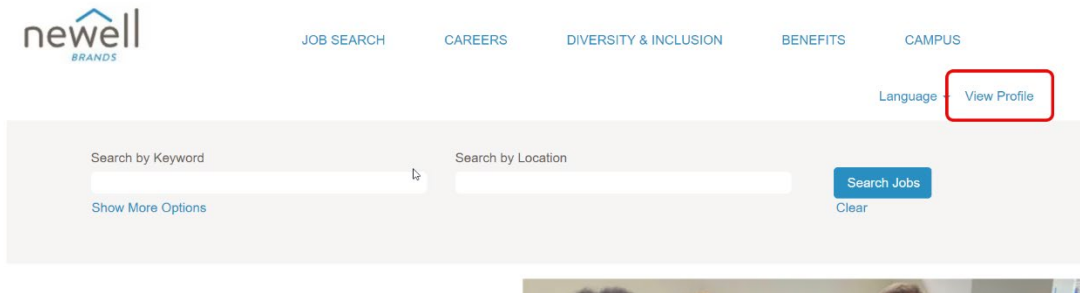 newell
BRANDS
JOB SEARCH CAREERS DIVERSITY & INCLUSION BENEFITS CAMPUS
Language View Profile
Search by Keyword Search by Location
Search Jobs
Show More Options Clear